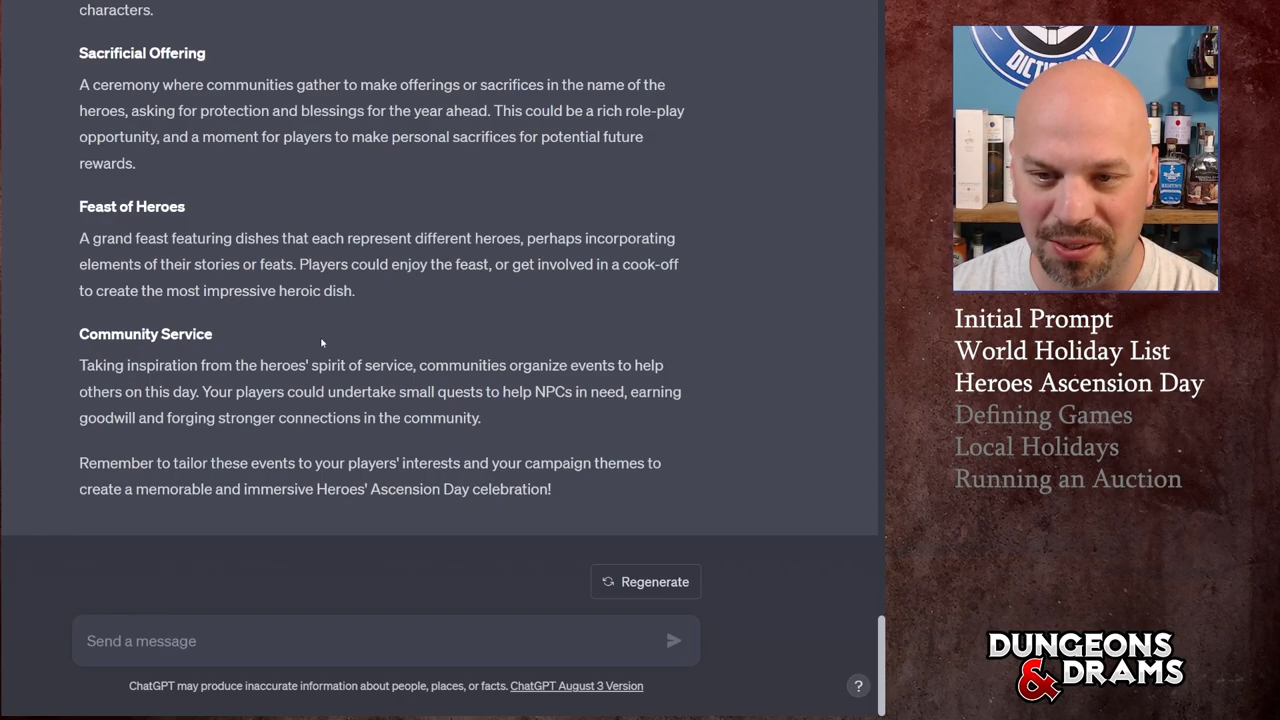 characters.
Sacrificial Offering
A ceremony where communities gather to make offerings or sacrifices in the name of the
heroes, asking for protection and blessings for the year ahead. This could be a rich role-play
opportunity, and a moment for players to make personal sacrifices for potential future
rewards.
Feast of Heroes
A grand feast featuring dishes that each represent different heroes, perhaps incorporating
elements of their stories or feats. Players could enjoy the feast, or get involved in a cook-off
to create the most impressive heroic dish.
Community Service
Taking inspiration from the heroes' spirit of service, communities organize events to help
others on this day. Your players could undertake small quests to help NPCs in need, earning
goodwill and forging stronger connections in the community.
Remember to tailor these events to your players' interests and your campaign themes to
create a memorable and immersive Heroes' Ascension Day celebration!
Regenerate
Send a message
ChatGPT may produce inaccurate information about people, places, or facts. ChatGPT August 3 Version
?
Initial Prompt
World Holiday List
Heroes Ascension Day
Defining Games
Local Holidays
Running an Auction
DUNGEONS
& DRAMS